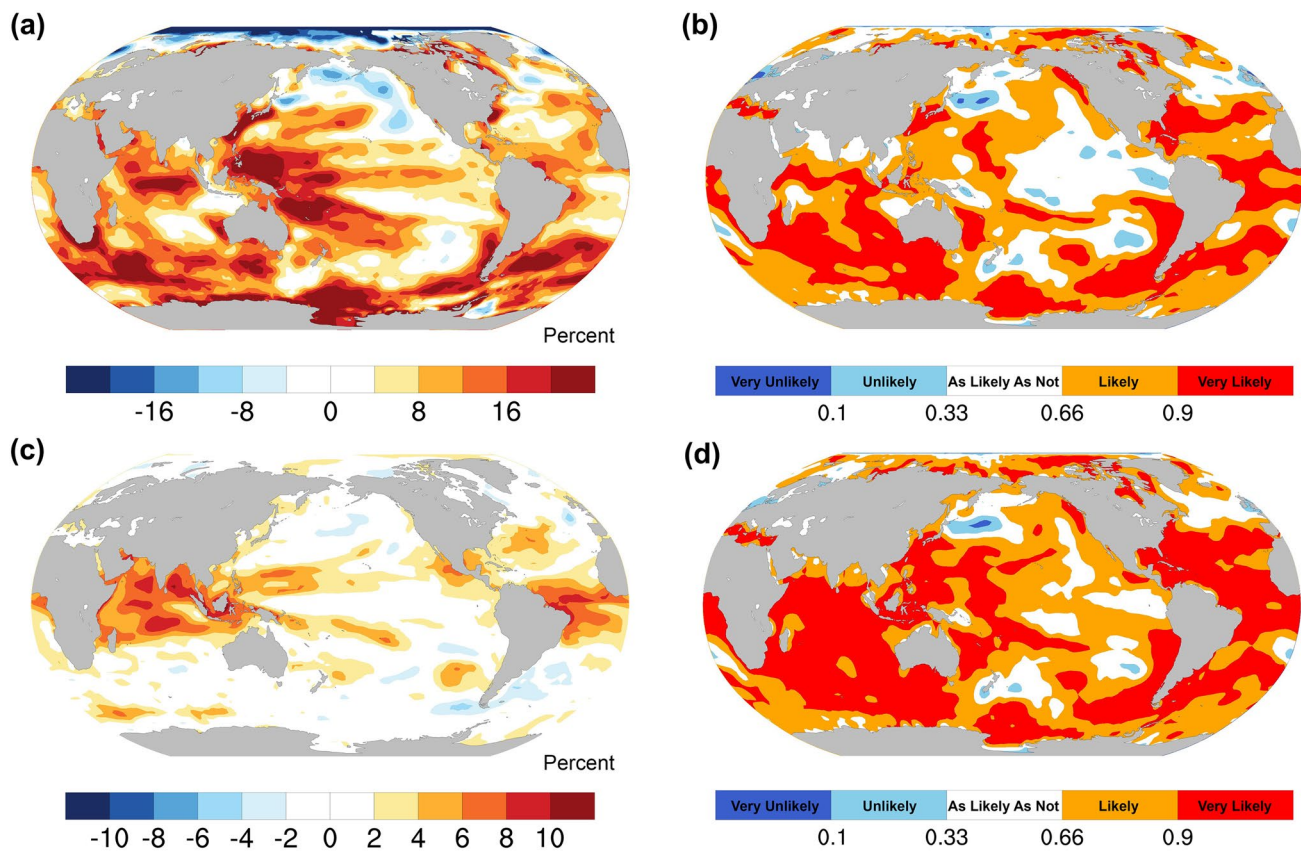 (a)
(b)
Percent
-16 -8 0 8 16
Very Unlikely Unlikely As Likely As Not Likely Very Likely
0.1 0.33 0.66 0.9
(c)
(d)
Percent
-10 -8 -6 -4 -2 0 2 4 6 8 10
Very Unlikely Unlikely As Likely As Not Likely Very Likely
0.1 0.33 0.66 0.9